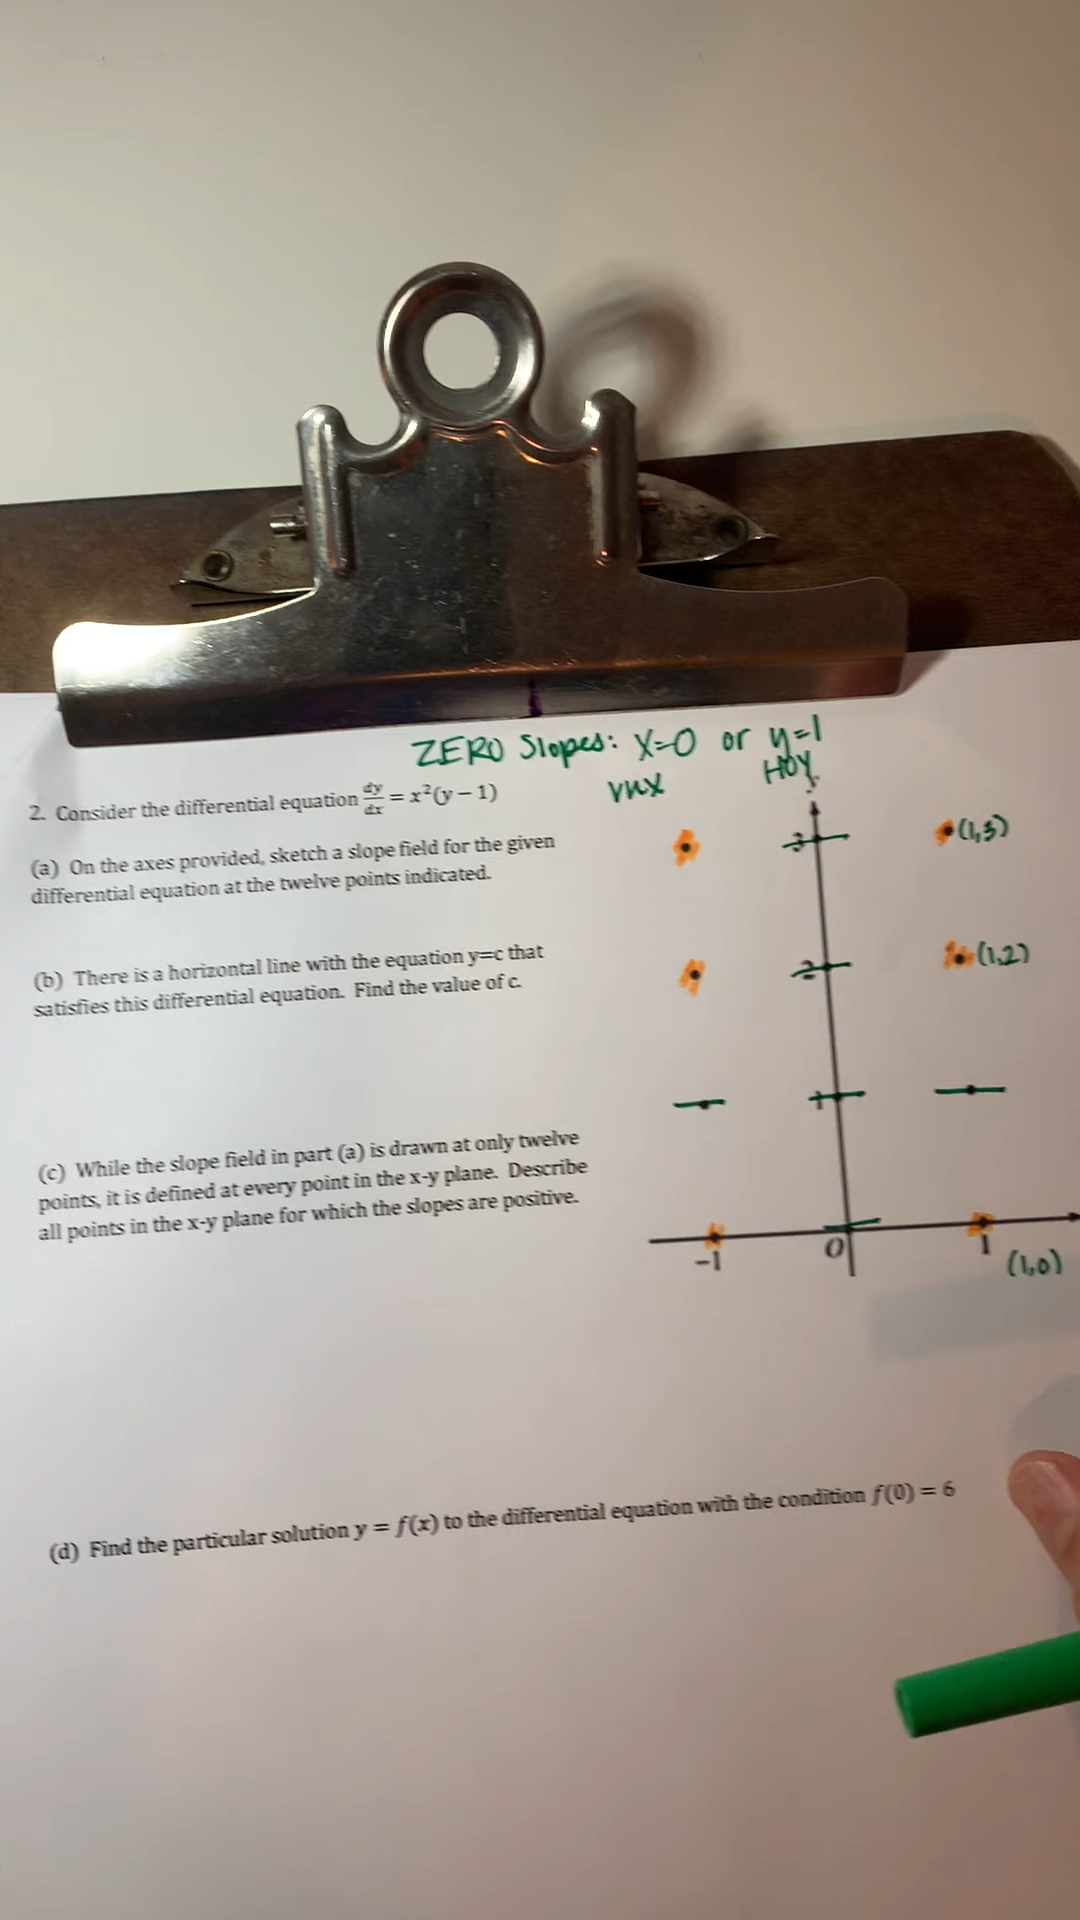 ZERO Slopes: X=0 or y=1
VUX HOY
2. Consider the differential equation dy/dx = x²(y – 1)
(a) On the axes provided, sketch a slope field for the given
differential equation at the twelve points indicated.
3 (1,3)
(b) There is a horizontal line with the equation y=c that
satisfies this differential equation. Find the value of c.
2 (1,2)
1
(c) While the slope field in part (a) is drawn at only twelve
points, it is defined at every point in the x-y plane. Describe
all points in the x-y plane for which the slopes are positive.
-1 O 1 (1,0)
(d) Find the particular solution y = f(x) to the differential equation with the condition f(0) = 6